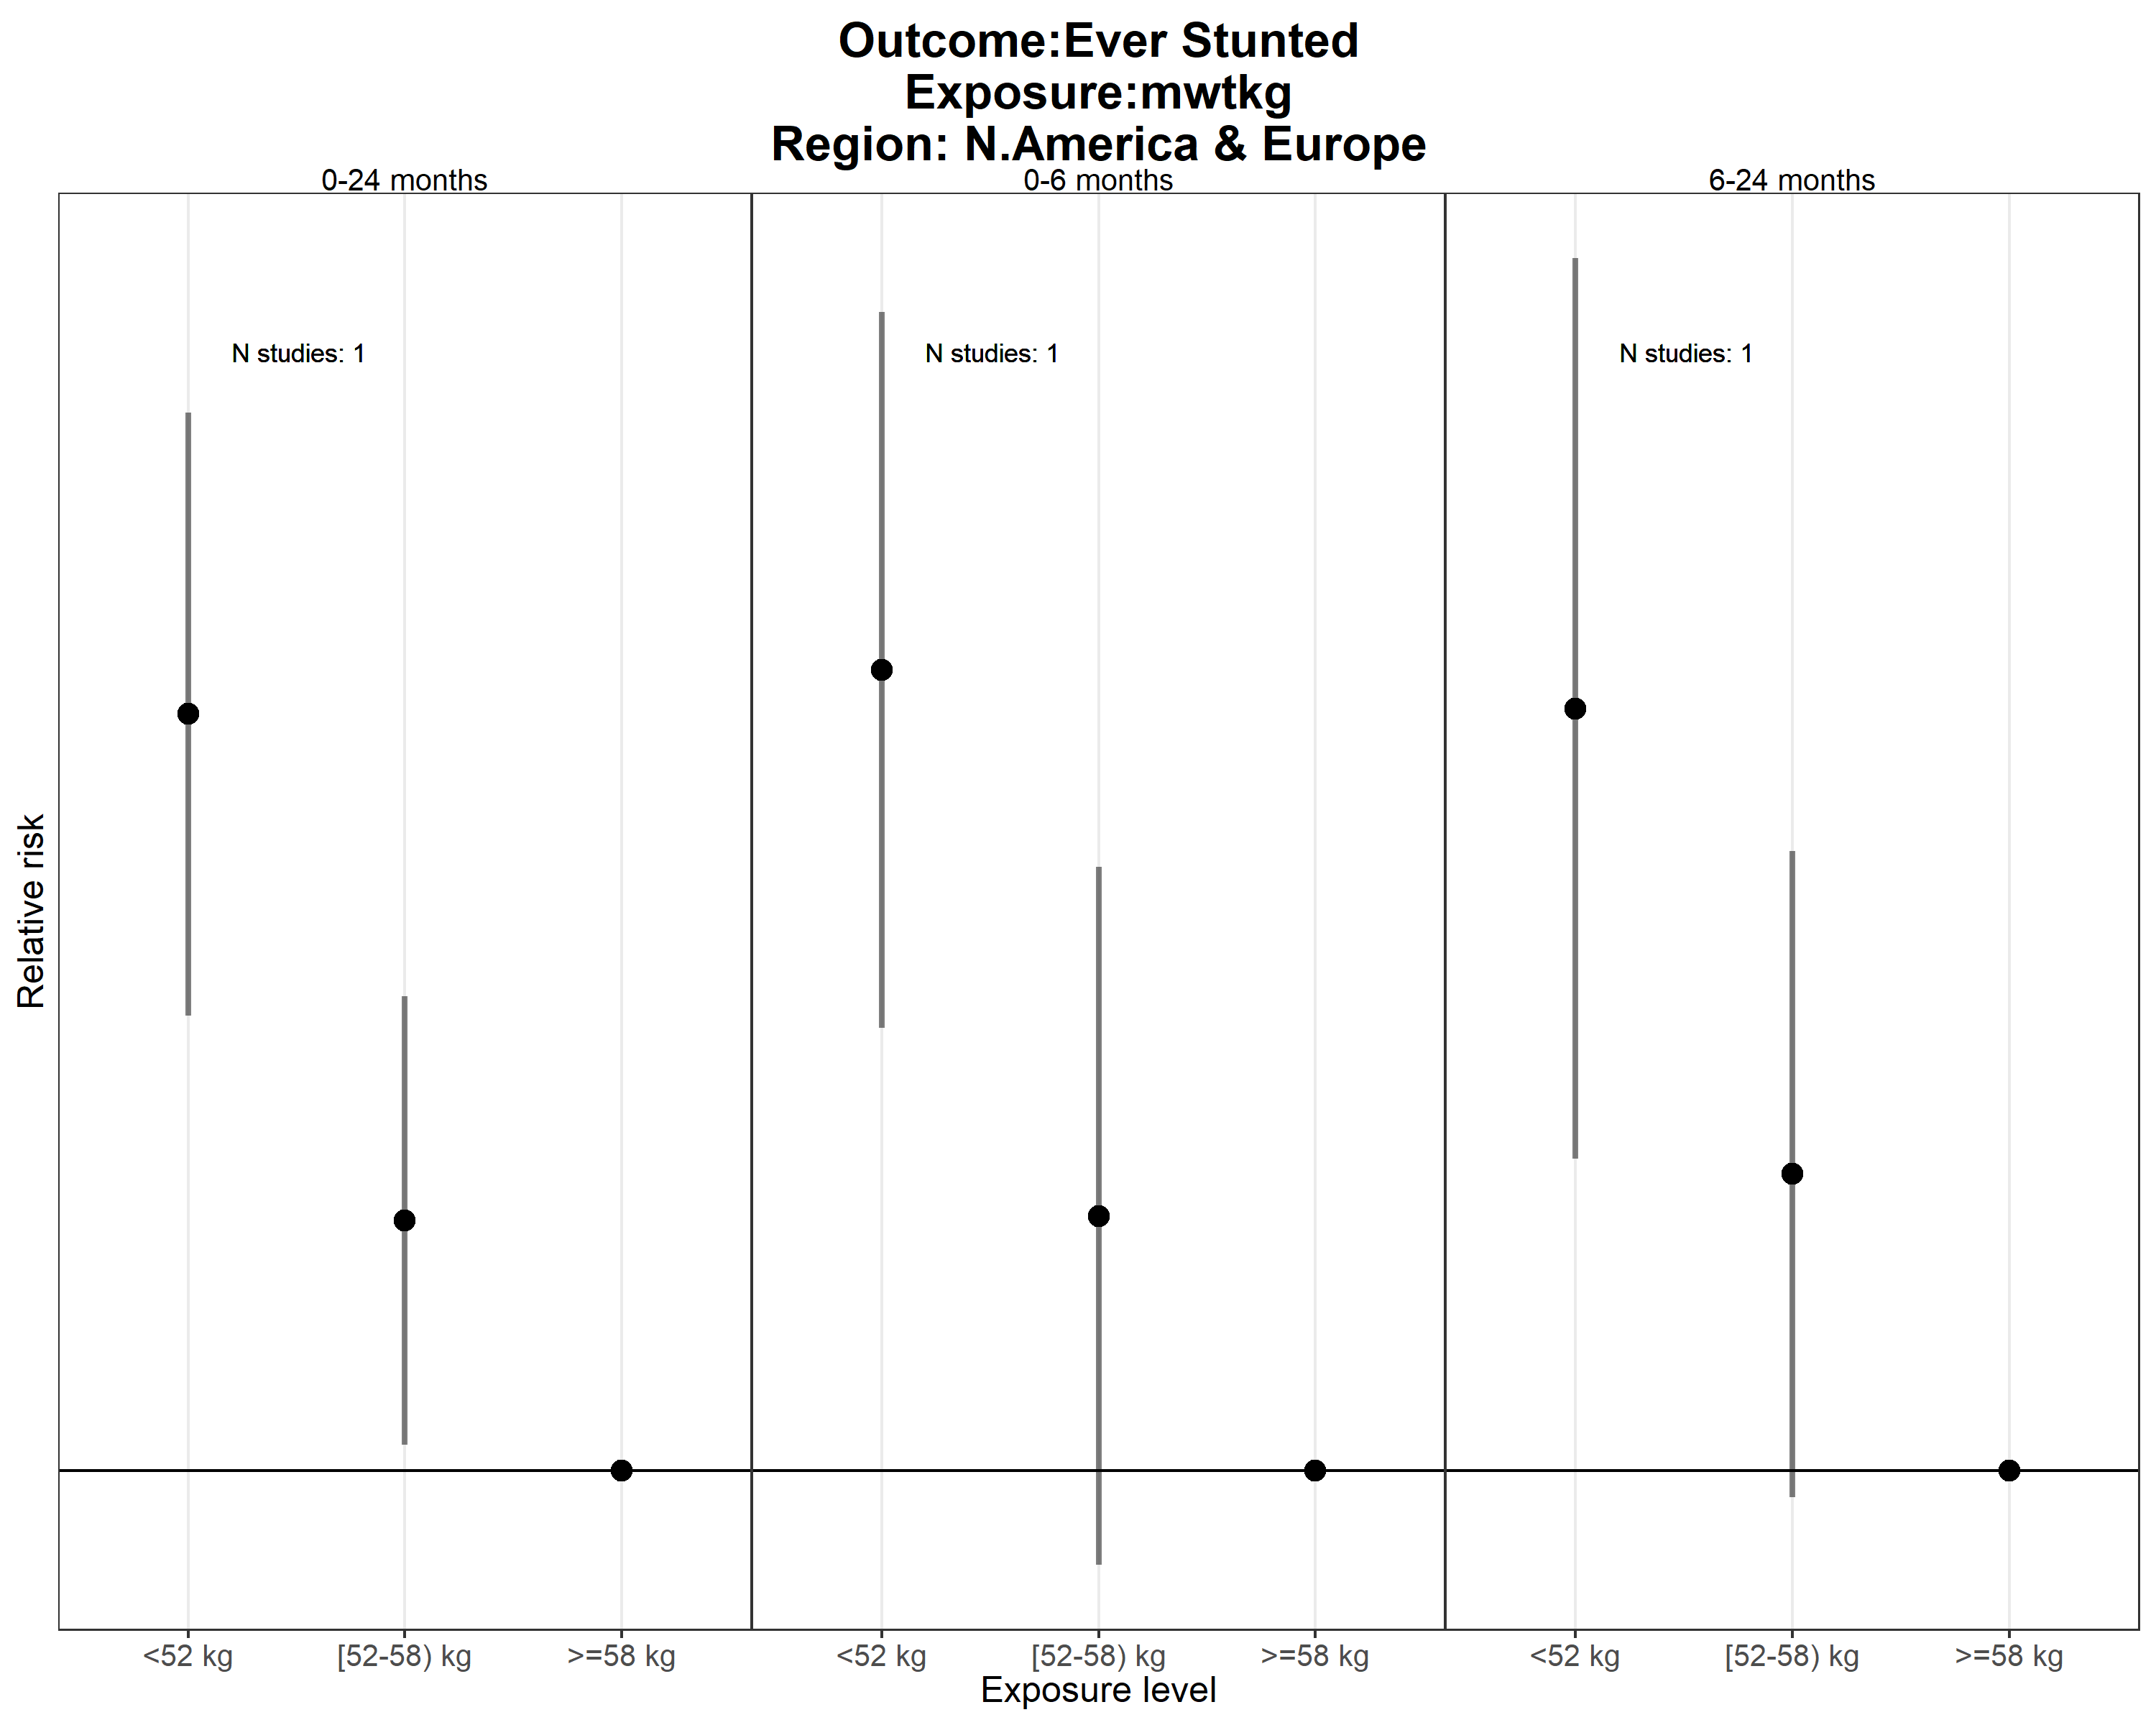 Outcome:Ever Stunted
Exposure:mwtkg
Region: N.America & Europe
0-24 months
0-6 months
6-24 months
N studies: 1
N studies: 1
N studies: 1
Relative risk
<52 kg
[52-58) kg
>=58 kg
<52 kg
[52-58) kg
>=58 kg
<52 kg
[52-58) kg
>=58 kg
Exposure level